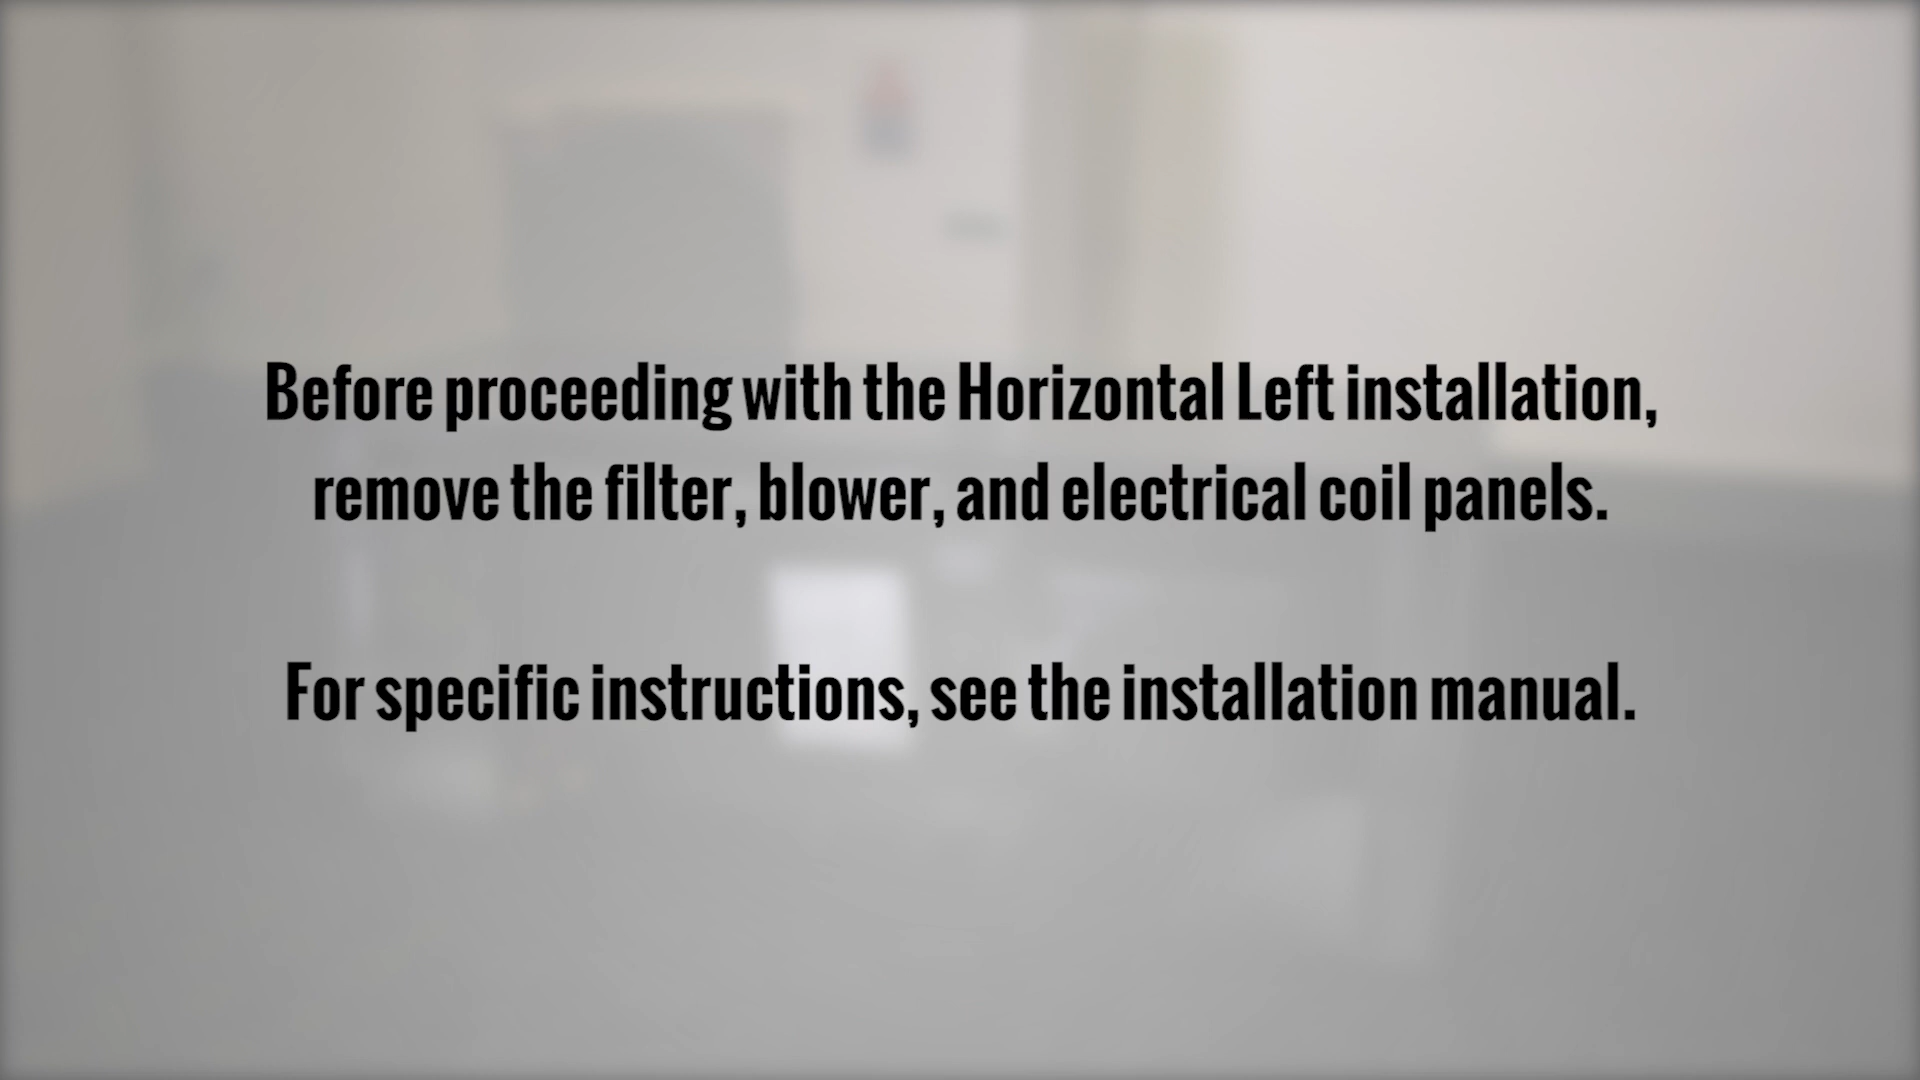 Before proceeding with the Horizontal Left installation,
remove the filter, blower, and electrical coil panels.
For specific instructions, see the installation manual.